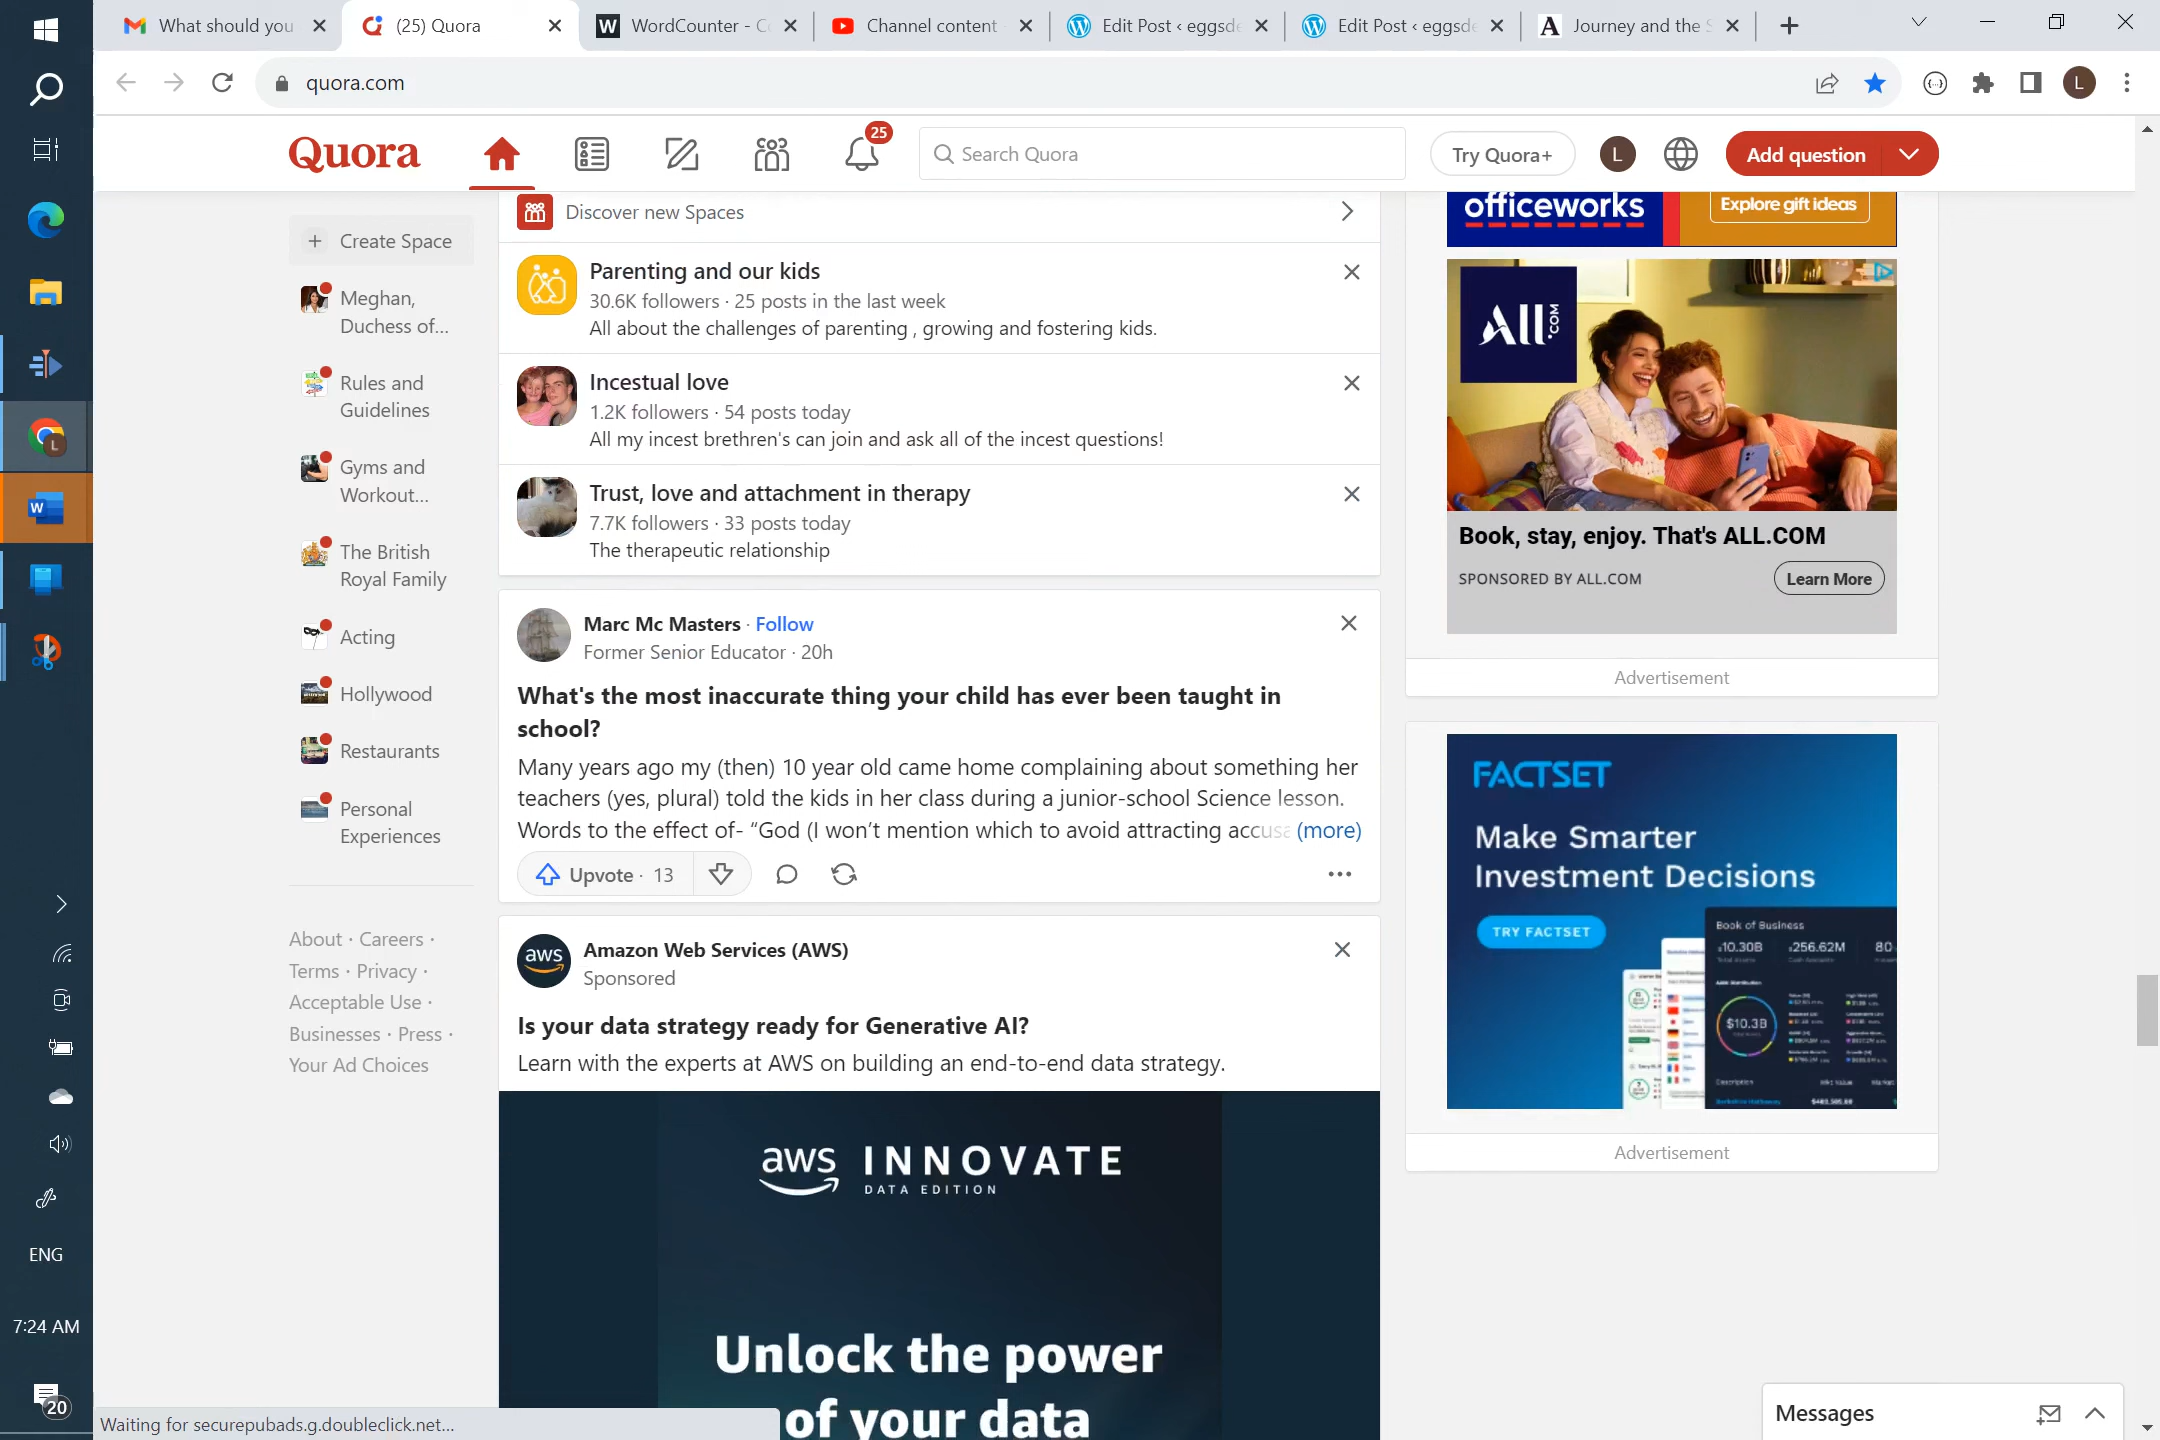 What should you
(25) Quora
WordCounter - Co
Channel content
Edit Post ‹ eggsde
Edit Post ‹ eggsde
Journey and the S
quora.com
L
Quora
25
Search Quora
Try Quora+
L
Add question
Discover new Spaces
Create Space
Meghan,
Duchess of...
Rules and
Guidelines
Gyms and
Workout...
The British
Royal Family
Acting
Hollywood
Restaurants
Personal
Experiences
About · Careers ·
Terms · Privacy ·
Acceptable Use ·
Businesses · Press ·
Your Ad Choices
Parenting and our kids
30.6K followers · 25 posts in the last week
All about the challenges of parenting , growing and fostering kids.
Incestual love
1.2K followers · 54 posts today
All my incest brethren's can join and ask all of the incest questions!
Trust, love and attachment in therapy
7.7K followers · 33 posts today
The therapeutic relationship
Marc Mc Masters · Follow
Former Senior Educator · 20h
What's the most inaccurate thing your child has ever been taught in
school?
Many years ago my (then) 10 year old came home complaining about something her
teachers (yes, plural) told the kids in her class during a junior-school Science lesson.
Words to the effect of- “God (I won’t mention which to avoid attracting accusa (more)
Upvote · 13
aws
Amazon Web Services (AWS)
Sponsored
Is your data strategy ready for Generative AI?
Learn with the experts at AWS on building an end-to-end data strategy.
aws INNOVATE
DATA EDITION
Unlock the power
of your data
officeworks
Explore gift ideas
All.com
Book, stay, enjoy. That's ALL.COM
SPONSORED BY ALL.COM
Learn More
Advertisement
FACTSET
Make Smarter
Investment Decisions
TRY FACTSET
Book of Business
10.30B
256.62M
80
$10.3B
Description
Advertisement
Messages
ENG
7:24 AM
20
Waiting for securepubads.g.doubleclick.net...